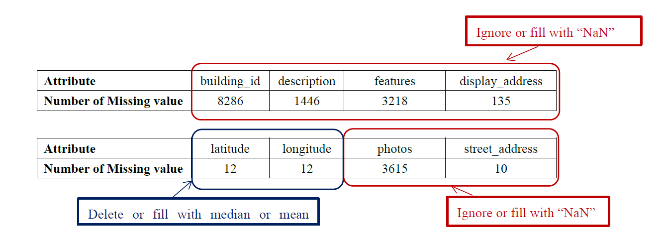 Ignore or fill with “NaN”
Attribute building_id description features display_address
Number of Missing value 8286 1446 3218 135
Attribute latitude longitude photos street_address
Number of Missing value 12 12 3615 10
Delete or fill with median or mean
Ignore or fill with “NaN”